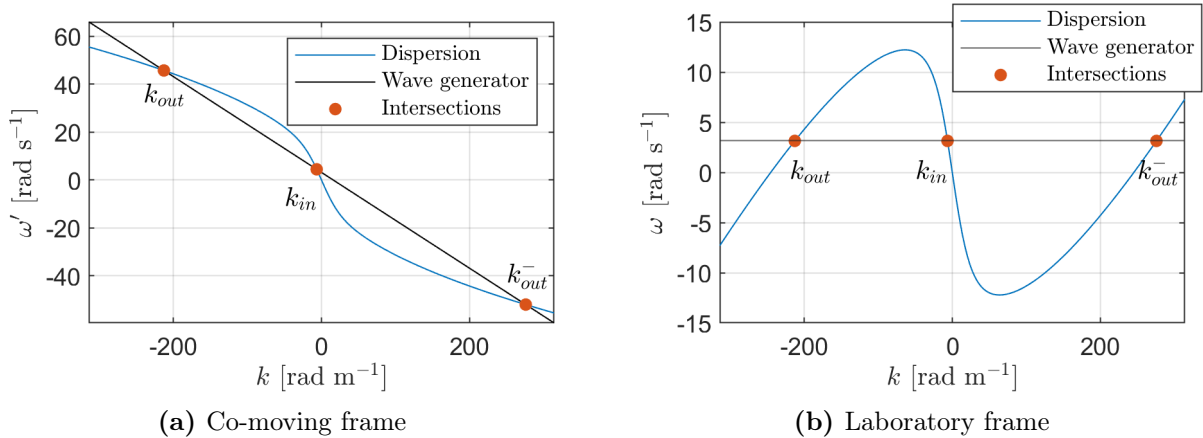 60
40
20
0
-20
-40
-200
0
200
ω′ [rad s⁻¹]
k [rad m⁻¹]
Dispersion
Wave generator
Intersections
k_out
k_in
k⁻_out
(a) Co-moving frame
15
10
5
0
-5
-10
-15
-200
0
200
ω [rad s⁻¹]
k [rad m⁻¹]
Dispersion
Wave generator
Intersections
k_out
k_in
k⁻_out
(b) Laboratory frame